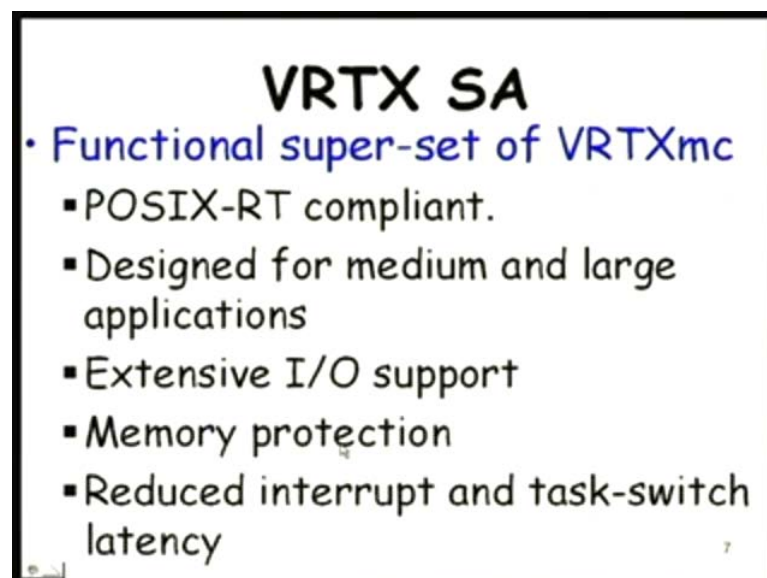 VRTX SA
• Functional super-set of VRTXmc
▪ POSIX-RT compliant.
▪ Designed for medium and large
applications
▪ Extensive I/O support
▪ Memory protection
▪ Reduced interrupt and task-switch
latency
7